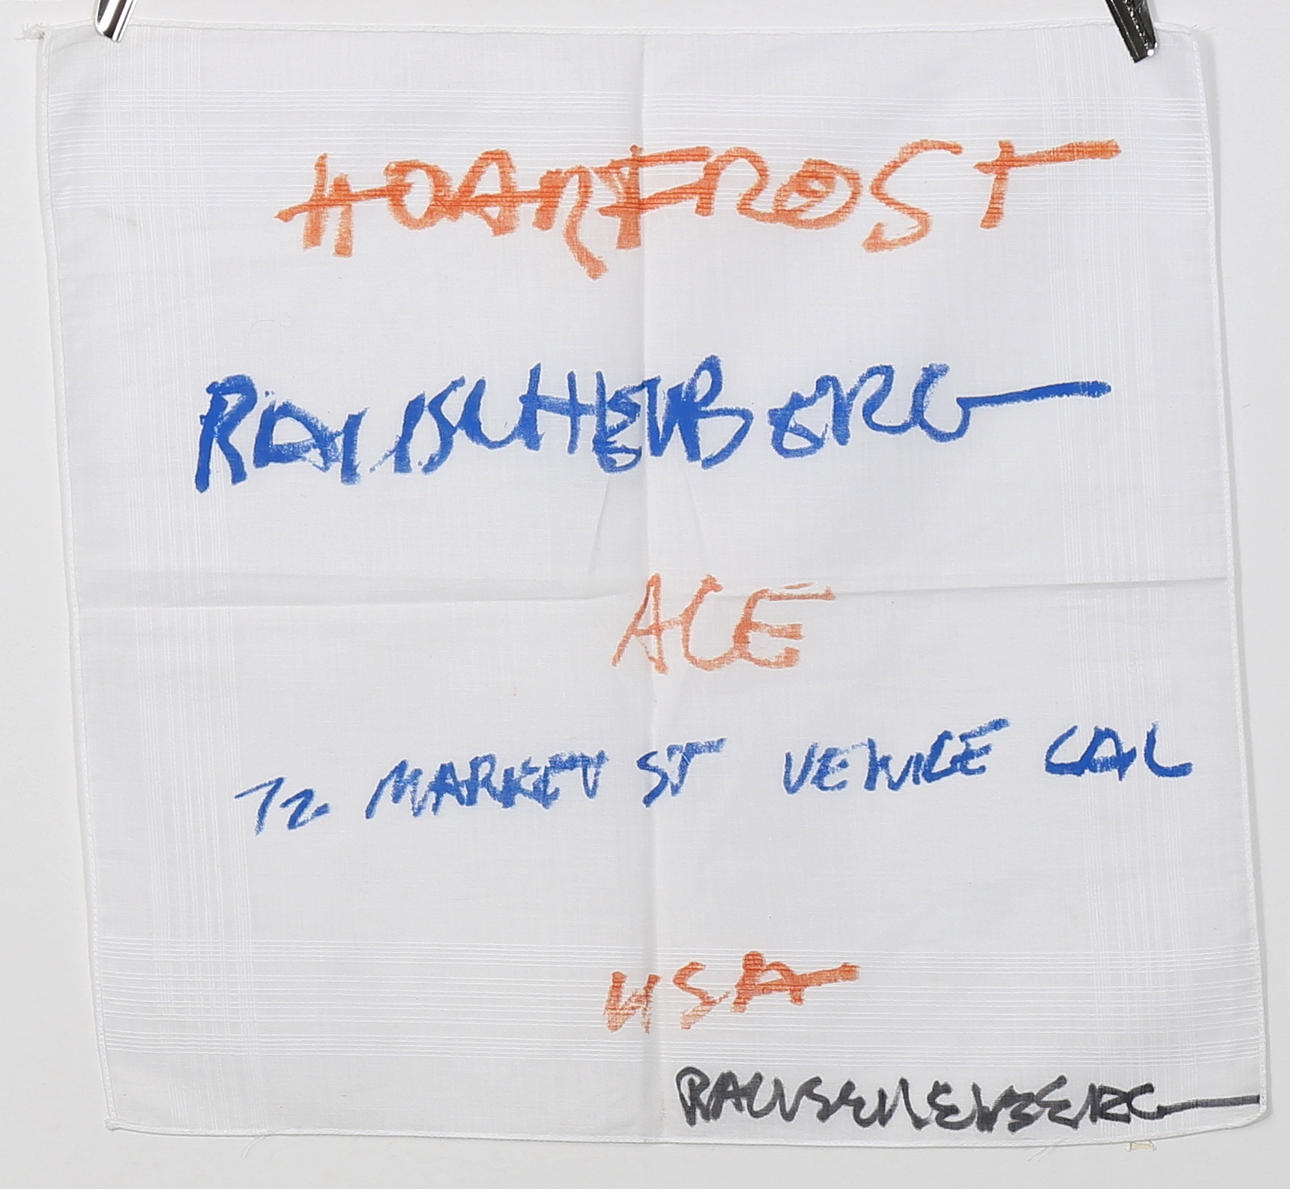 HOARFROST
RAUSCHENBERG
ACE
72 MARKET ST VENICE CAL
USA
RAUSCHENBERG